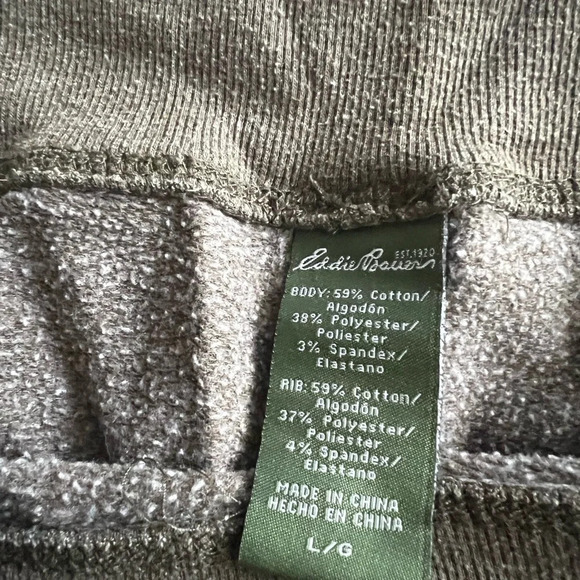 EST.1920
Eddie Bauer
BODY: 59% Cotton/
Algodón
38% Polyester/
Poliester
3% Spandex/
Elastano
RIB: 59% Cotton/
Algodón
37% Polyester/
Poliester
4% Spandex/
Elastano
MADE IN CHINA
HECHO EN CHINA
L/G